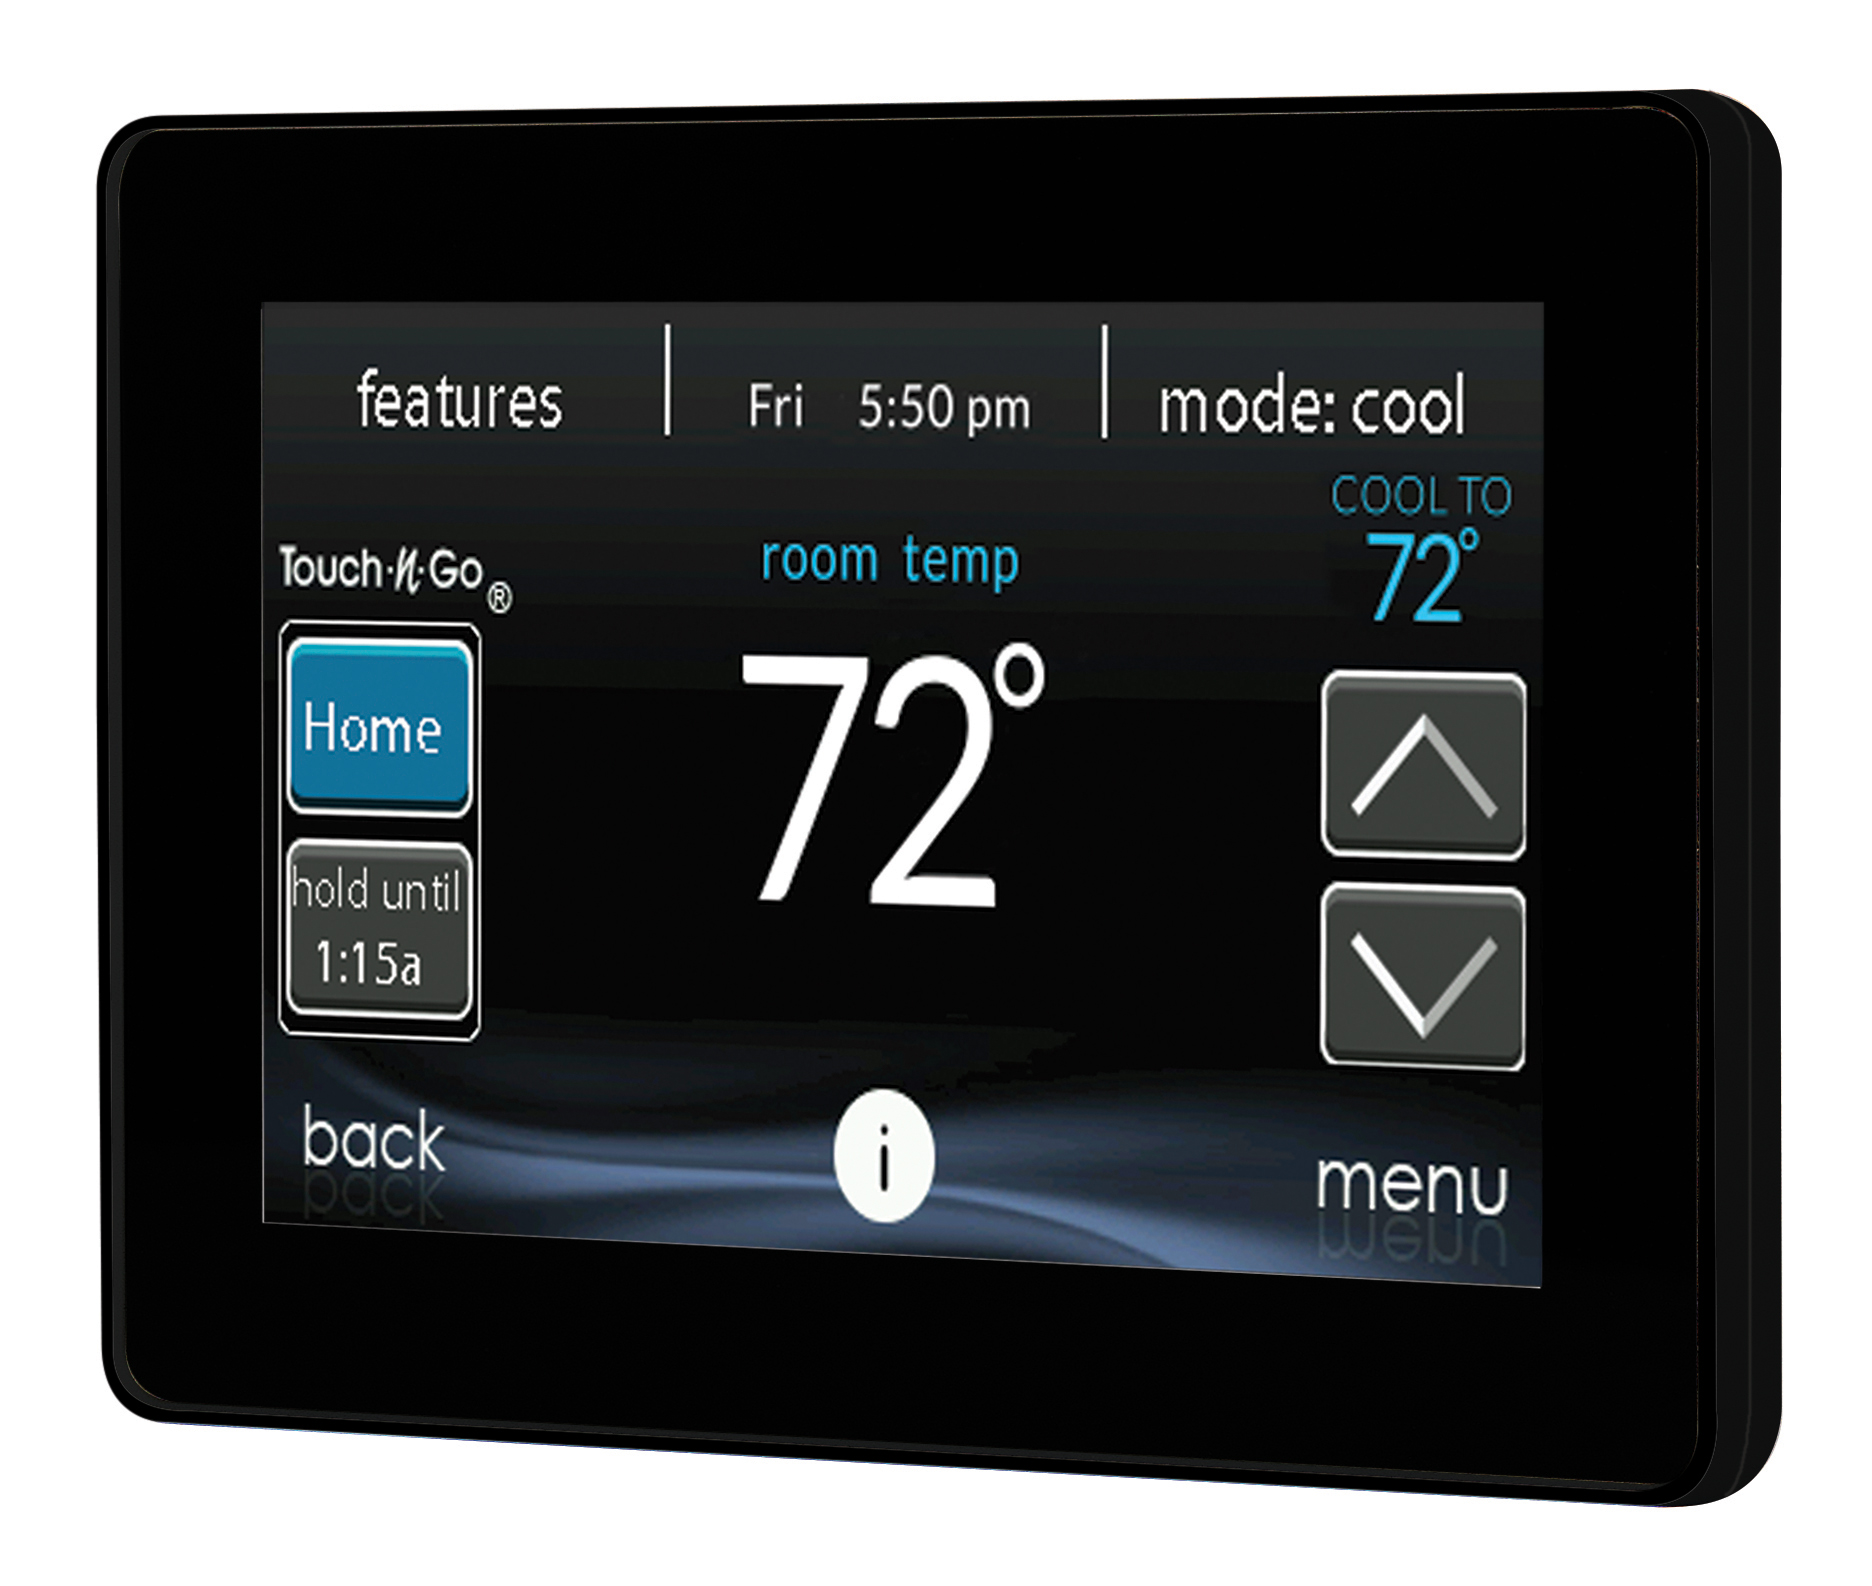 features
Fri 5:50 pm
mode: cool
COOL TO
72°
Touch·n·Go®
room temp
72°
Home
hold until
1:15a
back
i
menu